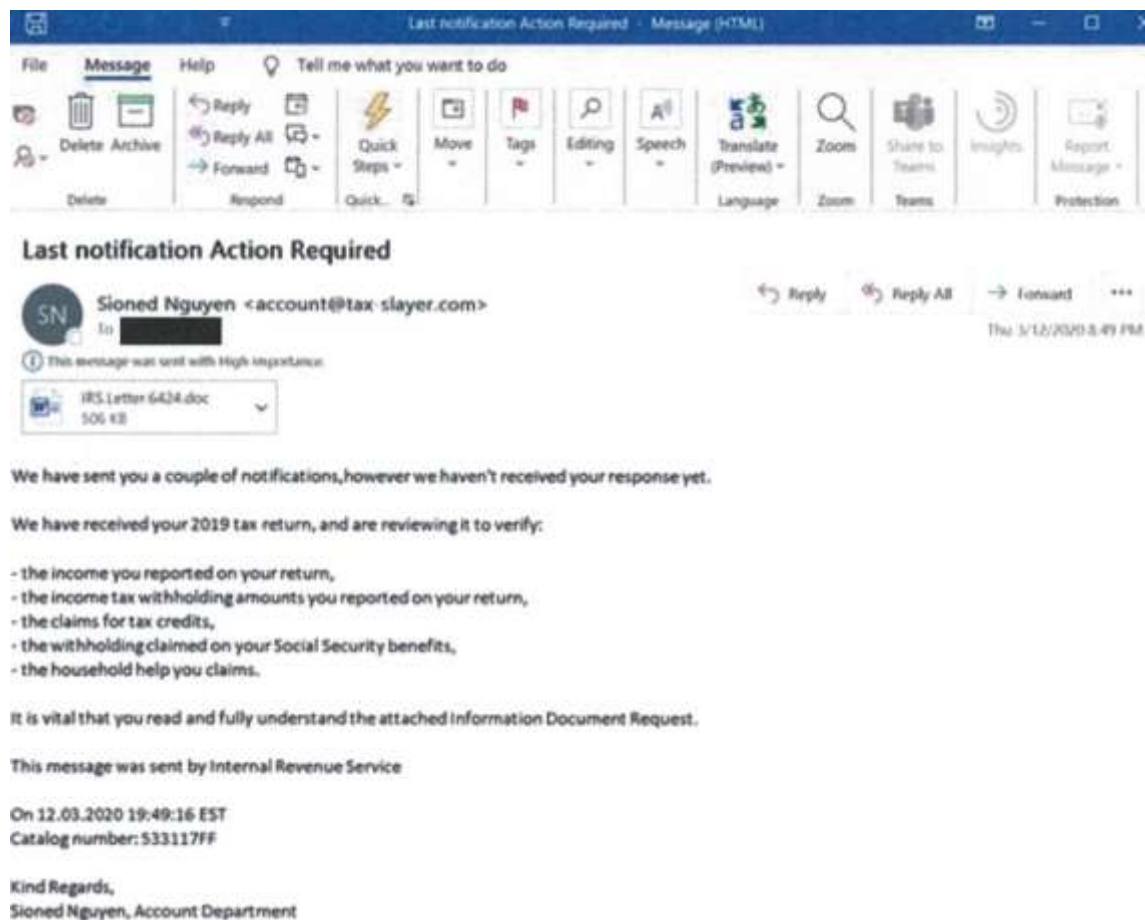 Last notification Action Required - Message (HTML)
File Message Help Tell me what you want to do
Delete Archive
Reply
Reply All
Forward
Quick Steps
Move
Tags
Editing
Speech
Translate (Preview)
Zoom
Share to Teams
Insights
Report Message
Delete Respond Quick... Language Zoom Teams Protection
Last notification Action Required
SN
Sioned Nguyen <account@tax-slayer.com>
To
Reply Reply All Forward
Thu 3/12/2020 8:49 PM
This message was sent with High importance.
IRS.Letter 6424.doc
506 KB
We have sent you a couple of notifications,however we haven't received your response yet.
We have received your 2019 tax return, and are reviewing it to verify:
- the income you reported on your return,
- the income tax withholding amounts you reported on your return,
- the claims for tax credits,
- the withholding claimed on your Social Security benefits,
- the household help you claims.
It is vital that you read and fully understand the attached Information Document Request.
This message was sent by Internal Revenue Service
On 12.03.2020 19:49:16 EST
Catalog number: 533117FF
Kind Regards,
Sioned Nguyen, Account Department